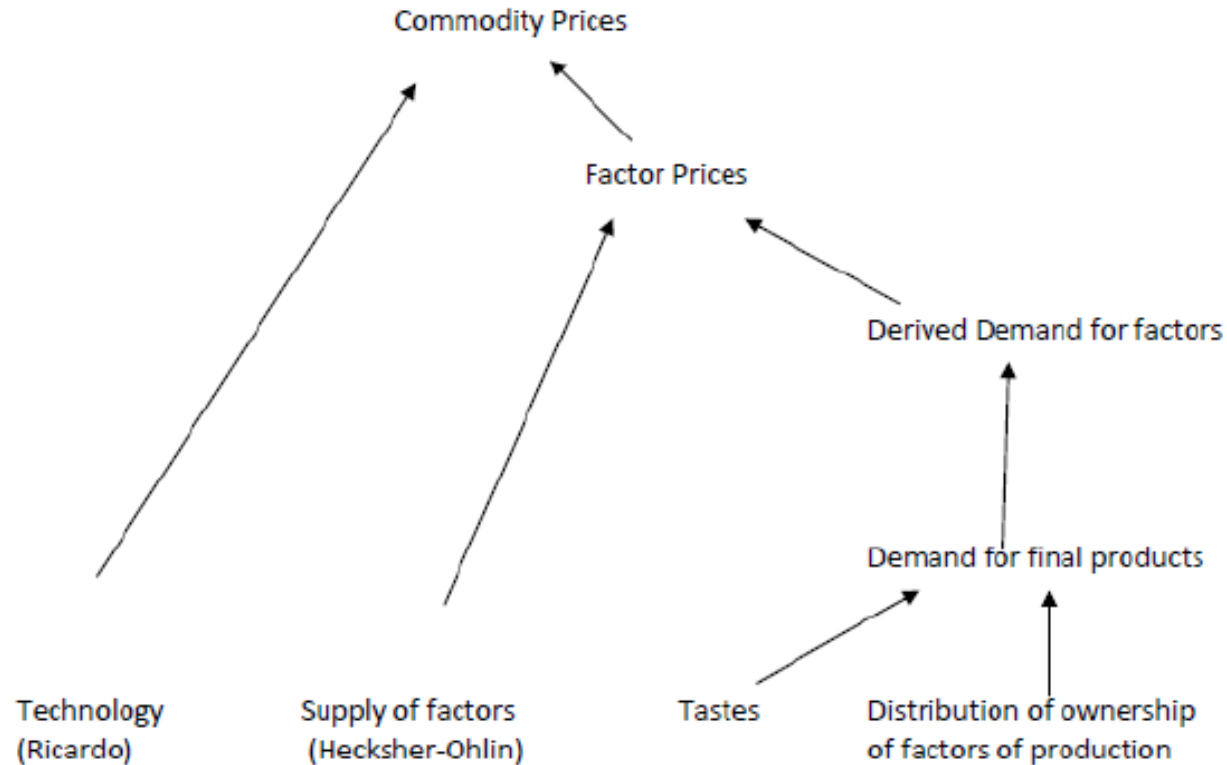 Commodity Prices
Factor Prices
Derived Demand for factors
Demand for final products
Technology
(Ricardo)
Supply of factors
(Hecksher-Ohlin)
Tastes
Distribution of ownership
of factors of production